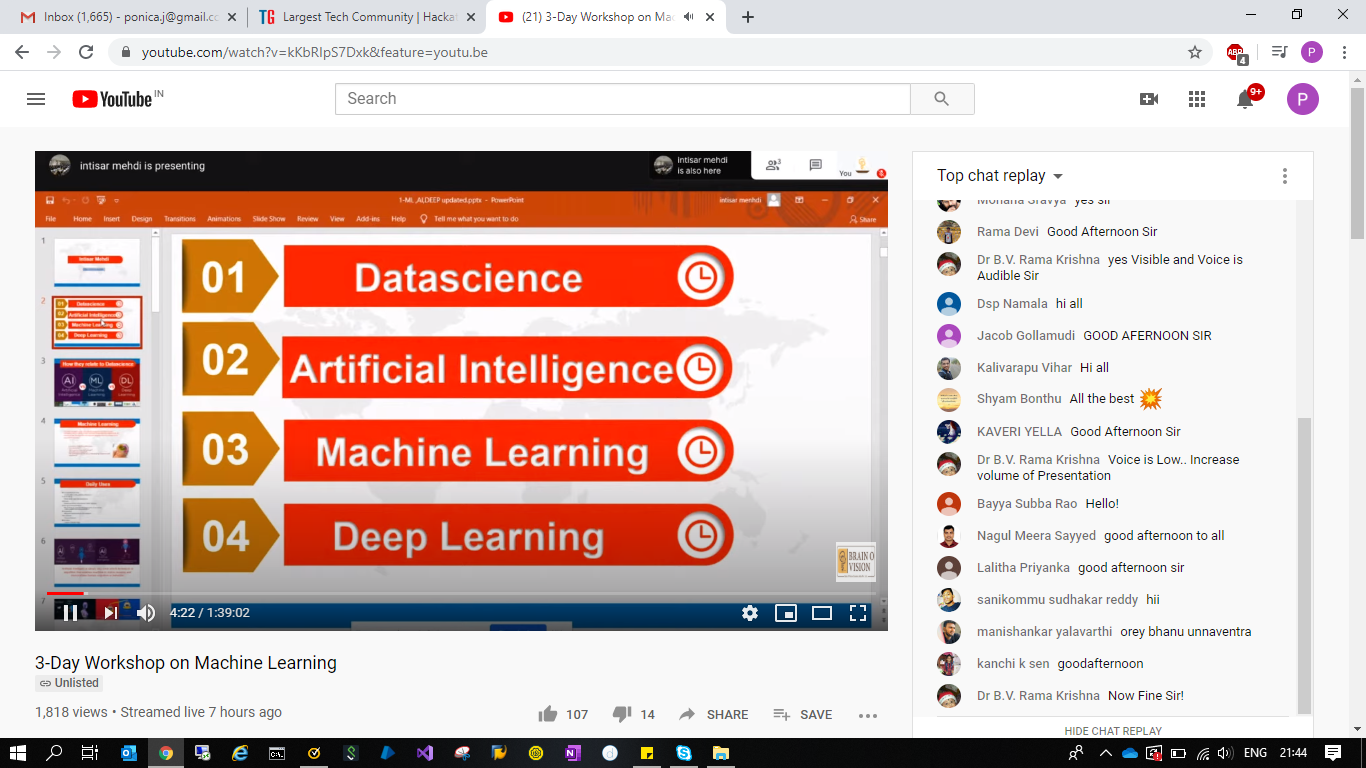 Inbox (1,665) - ponica.j@gmail.cc
Largest Tech Community | Hackat
(21) 3-Day Workshop on Mac
youtube.com/watch?v=kKbRIpS7Dxk&feature=youtu.be
ABP
4
P
YouTube IN
Search
9+
P
intisar mehdi is presenting
intisar mehdi
is also here
3
You
1-ML_ALDEEP updated.pptx - PowerPoint
intisar menhdi
File Home Insert Design Transitions Animations Slide Show Review View Add-ins Help Tell me what you want to do
Share
1
Intisar Mehdi
2
01 Datascience
02 Artificial Intelligence
03 Machine Learning
04 Deep Learning
3
How they relate to Datascience
AI
ML
DL
4
Machine Learning
5
Daily Uses
6
7
01 Datascience
02 Artificial Intelligence
03 Machine Learning
04 Deep Learning
BRAIN O
VISION
4:22 / 1:39:02
3-Day Workshop on Machine Learning
Unlisted
1,818 views • Streamed live 7 hours ago
107
14
SHARE
SAVE
Top chat replay
Mohana Sravya yes sir
Rama Devi Good Afternoon Sir
Dr B.V. Rama Krishna yes Visible and Voice is
Audible Sir
Dsp Namala hi all
Jacob Gollamudi GOOD AFERNOON SIR
Kalivarapu Vihar Hi all
Shyam Bonthu All the best
KAVERI YELLA Good Afternoon Sir
Dr B.V. Rama Krishna Voice is Low.. Increase
volume of Presentation
Bayya Subba Rao Hello!
Nagul Meera Sayyed good afternoon to all
Lalitha Priyanka good afternoon sir
sanikommu sudhakar reddy hii
manishankar yalavarthi orey bhanu unnaventra
kanchi k sen goodafternoon
Dr B.V. Rama Krishna Now Fine Sir!
HIDE CHAT REPLAY
ENG
21:44